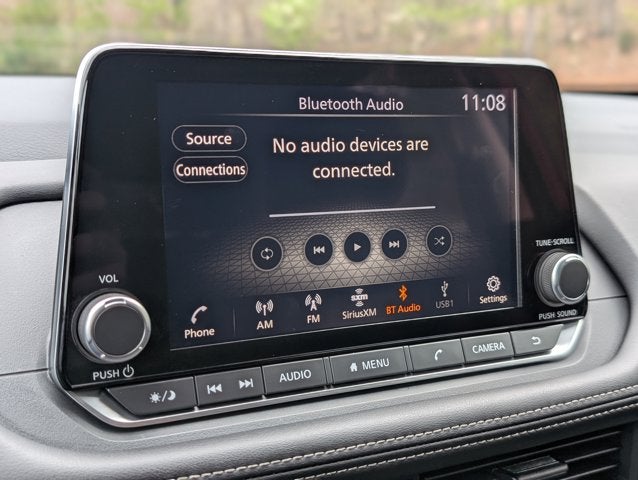 Bluetooth Audio
11:08
Source
Connections
No audio devices are
connected.
TUNE·SCROLL
VOL
Phone
AM
FM
sxm
SiriusXM
BT Audio
USB1
Settings
PUSH SOUND
PUSH
AUDIO
MENU
CAMERA